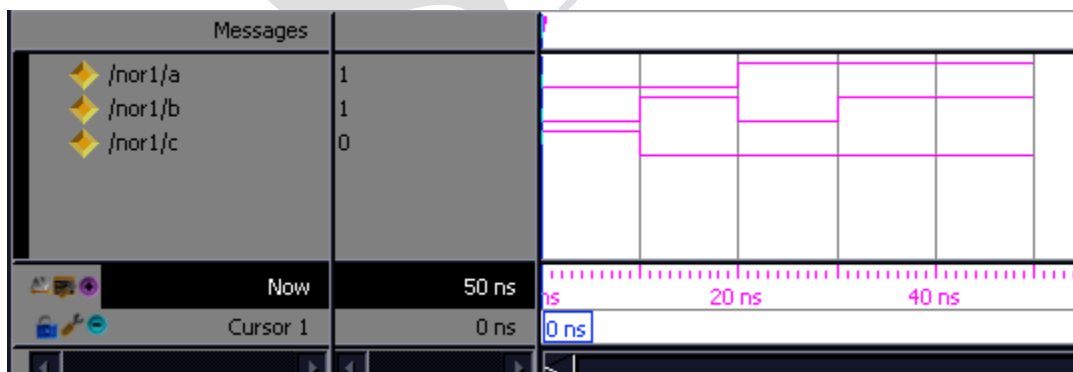 Messages
/nor1/a 1
/nor1/b 1
/nor1/c 0
Now 50 ns ns 20 ns 40 ns
Cursor 1 0 ns 0 ns